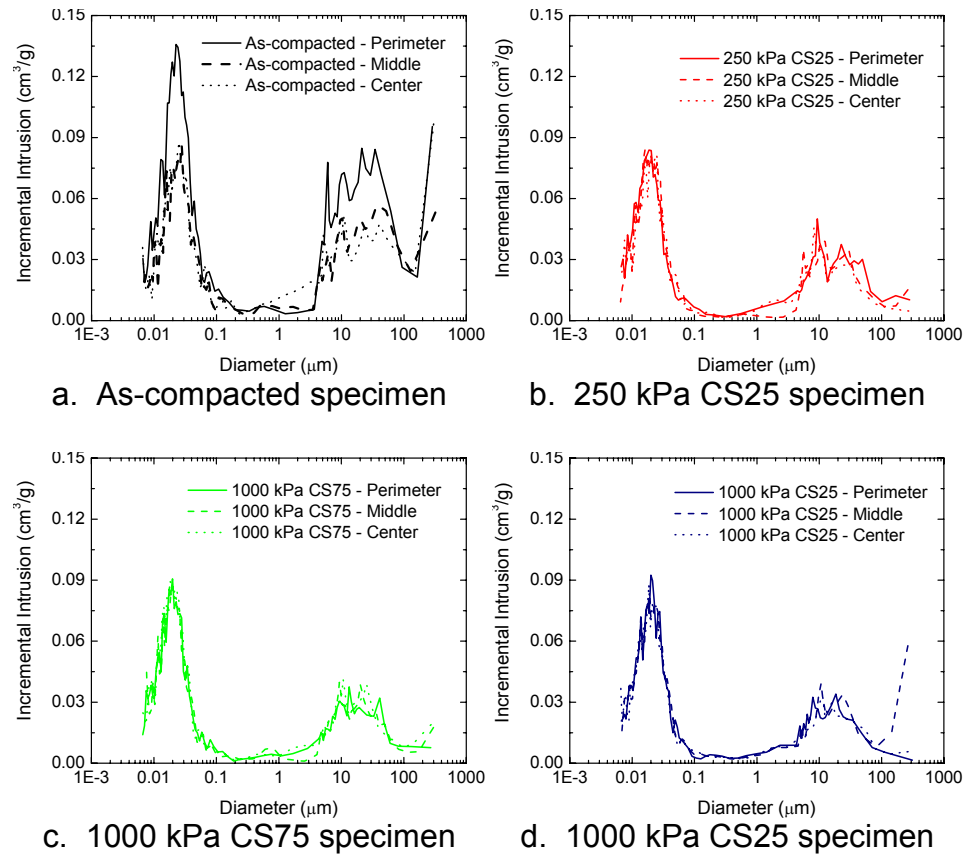 0.15
0.12
0.09
0.06
0.03
0.00
Incremental Intrusion (cm³/g)
As-compacted - Perimeter
As-compacted - Middle
As-compacted - Center
1E-3 0.01 0.1 1 10 100 1000
Diameter (μm)
a. As-compacted specimen
0.15
0.12
0.09
0.06
0.03
0.00
Incremental Intrusion (cm³/g)
250 kPa CS25 - Perimeter
250 kPa CS25 - Middle
250 kPa CS25 - Center
1E-3 0.01 0.1 1 10 100 1000
Diameter (μm)
b. 250 kPa CS25 specimen
0.15
0.12
0.09
0.06
0.03
0.00
Incremental Intrusion (cm³/g)
1000 kPa CS75 - Perimeter
1000 kPa CS75 - Middle
1000 kPa CS75 - Center
1E-3 0.01 0.1 1 10 100 1000
Diameter (μm)
c. 1000 kPa CS75 specimen
0.15
0.12
0.09
0.06
0.03
0.00
Incremental Intrusion (cm³/g)
1000 kPa CS25 - Perimeter
1000 kPa CS25 - Middle
1000 kPa CS25 - Center
1E-3 0.01 0.1 1 10 100 1000
Diameter (μm)
d. 1000 kPa CS25 specimen